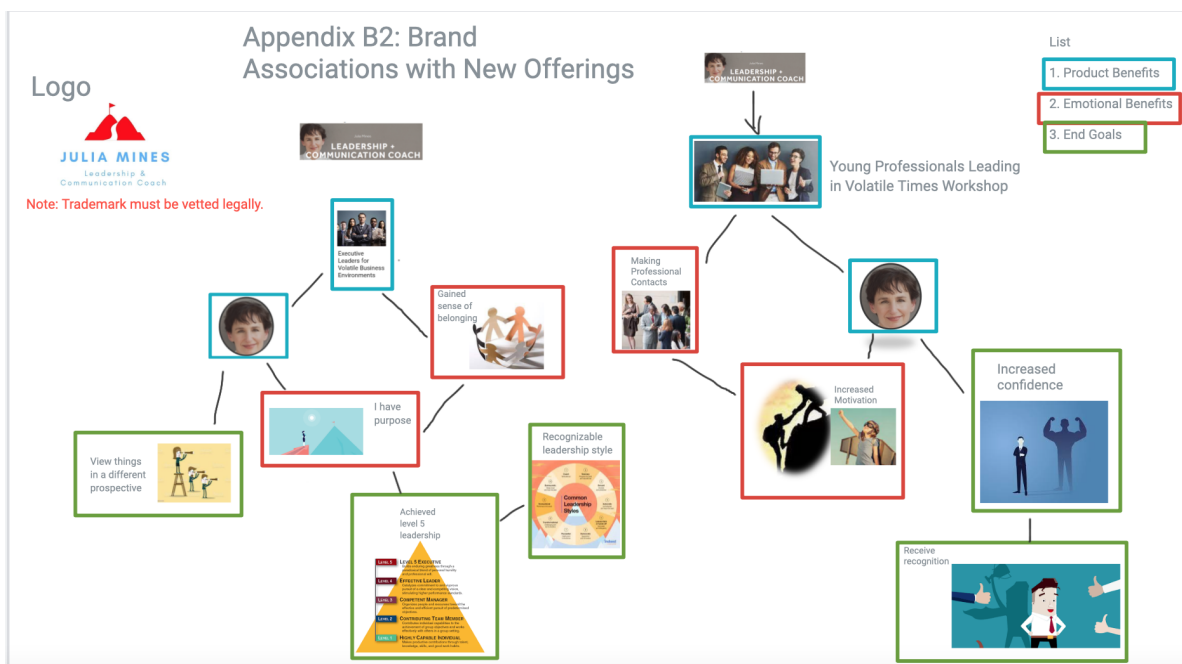 Appendix B2: Brand
Associations with New Offerings
Logo
JULIA MINES
Leadership &
Communication Coach
Note: Trademark must be vetted legally.
LEADERSHIP +
COMMUNICATION COACH
Executive
Leaders for
Volatile Business
Environments
Gained
sense of
belonging
I have
purpose
View things
in a different
prospective
Achieved
level 5
leadership
LEVEL 5 LEVEL 5 EXECUTIVE
LEVEL 4 EFFECTIVE LEADER
LEVEL 3 COMPETENT MANAGER
LEVEL 2 CONTRIBUTING TEAM MEMBER
LEVEL 1 HIGHLY CAPABLE INDIVIDUAL
Recognizable
leadership style
Common
Leadership
Styles
LEADERSHIP +
COMMUNICATION COACH
Young Professionals Leading
in Volatile Times Workshop
Making
Professional
Contacts
Increased
Motivation
Increased
confidence
Receive
recognition
List
1. Product Benefits
2. Emotional Benefits
3. End Goals